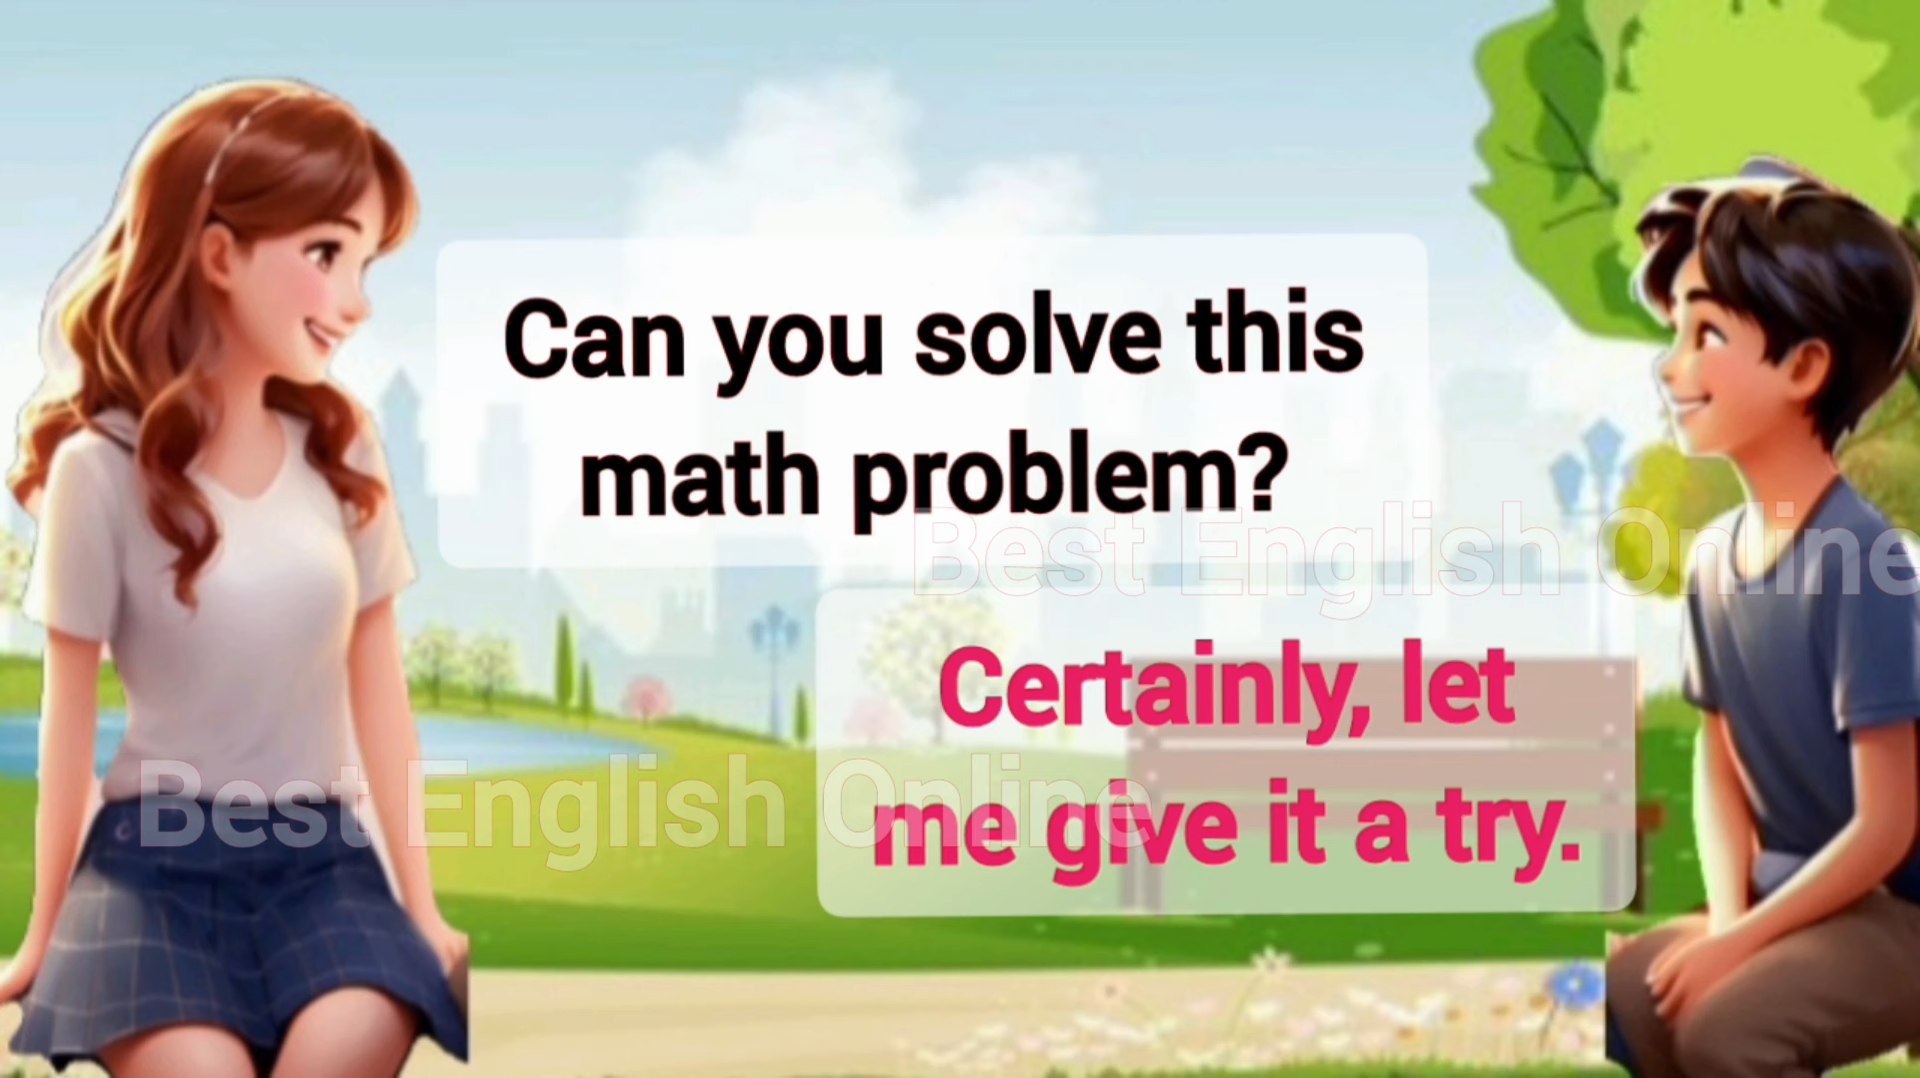 Can you solve this
math problem?
Best English Online
Certainly, let
me give it a try.
Best English Online